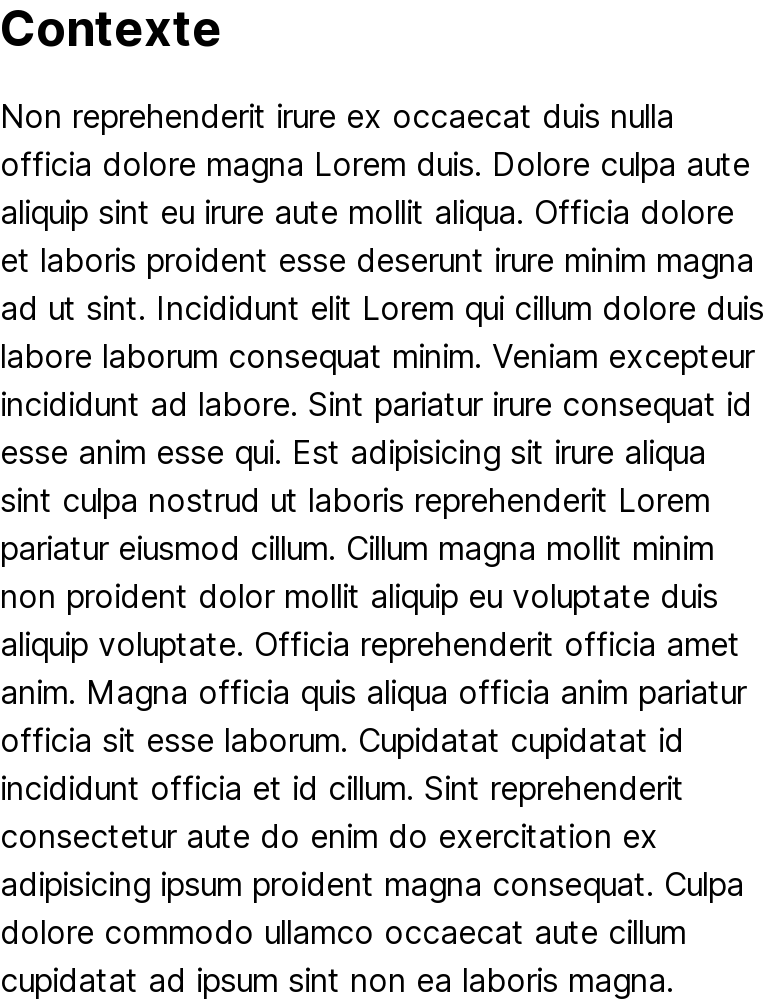 Contexte
Non reprehenderit irure ex occaecat duis nulla
officia dolore magna Lorem duis. Dolore culpa aute
aliquip sint eu irure aute mollit aliqua. Officia dolore
et laboris proident esse deserunt irure minim magna
ad ut sint. Incididunt elit Lorem qui cillum dolore duis
labore laborum consequat minim. Veniam excepteur
incididunt ad labore. Sint pariatur irure consequat id
esse anim esse qui. Est adipisicing sit irure aliqua
sint culpa nostrud ut laboris reprehenderit Lorem
pariatur eiusmod cillum. Cillum magna mollit minim
non proident dolor mollit aliquip eu voluptate duis
aliquip voluptate. Officia reprehenderit officia amet
anim. Magna officia quis aliqua officia anim pariatur
officia sit esse laborum. Cupidatat cupidatat id
incididunt officia et id cillum. Sint reprehenderit
consectetur aute do enim do exercitation ex
adipisicing ipsum proident magna consequat. Culpa
dolore commodo ullamco occaecat aute cillum
cupidatat ad ipsum sint non ea laboris magna.